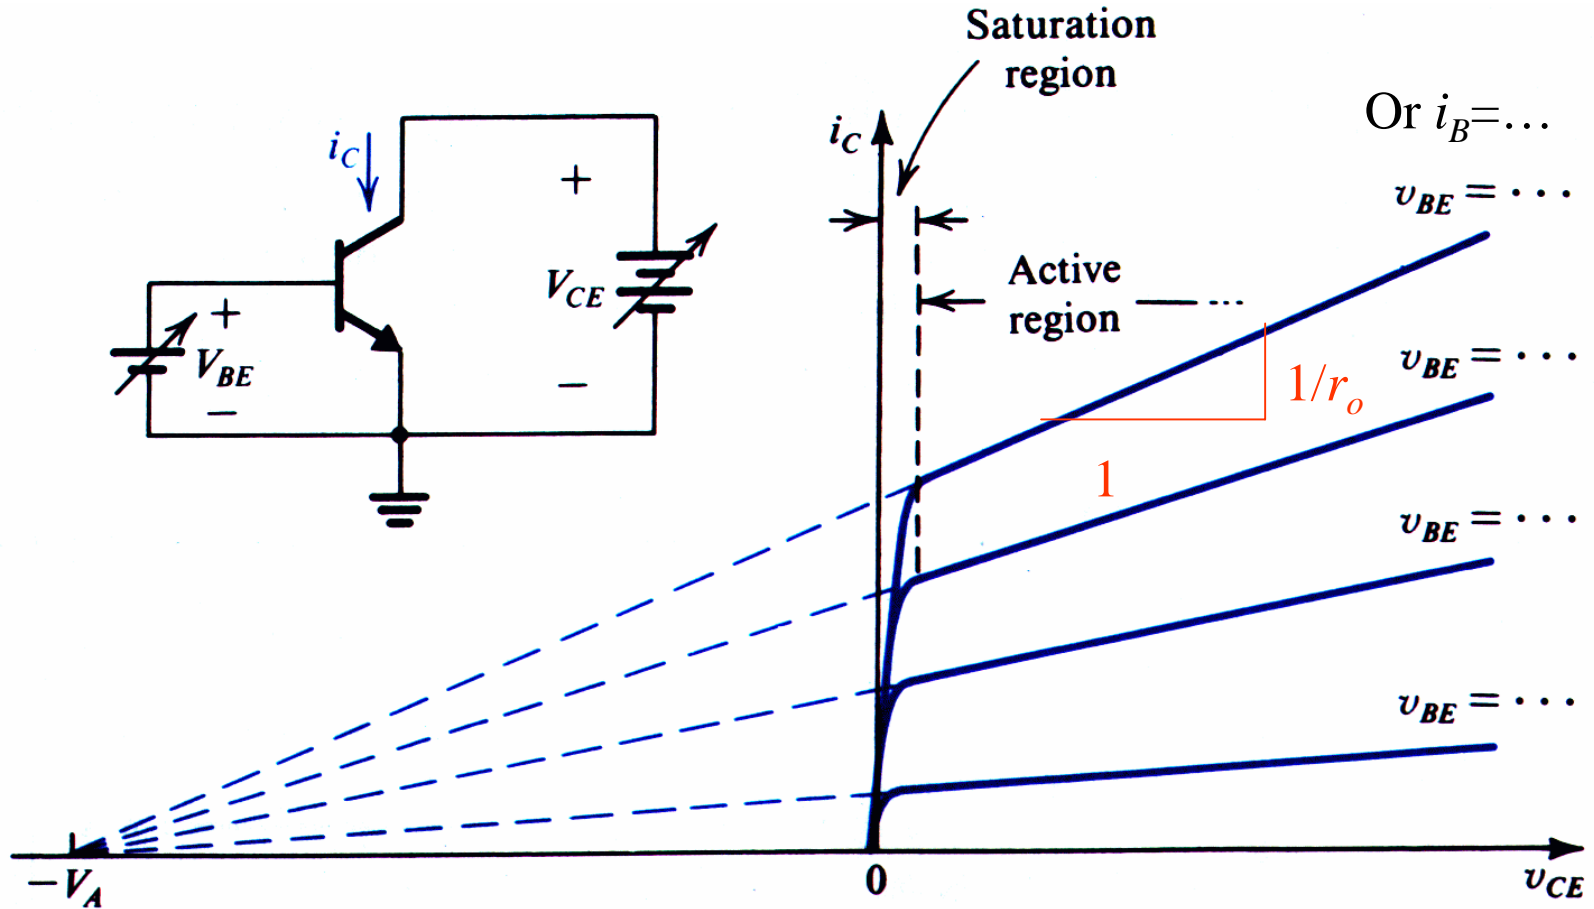 Saturation
region
Or i_B=...
i_C
i_C
+
v_BE = · · ·
Active
region — ···
V_CE
+
V_BE
−
−
v_BE = · · ·
1/r_o
1
v_BE = · · ·
v_BE = · · ·
−V_A
0
v_CE